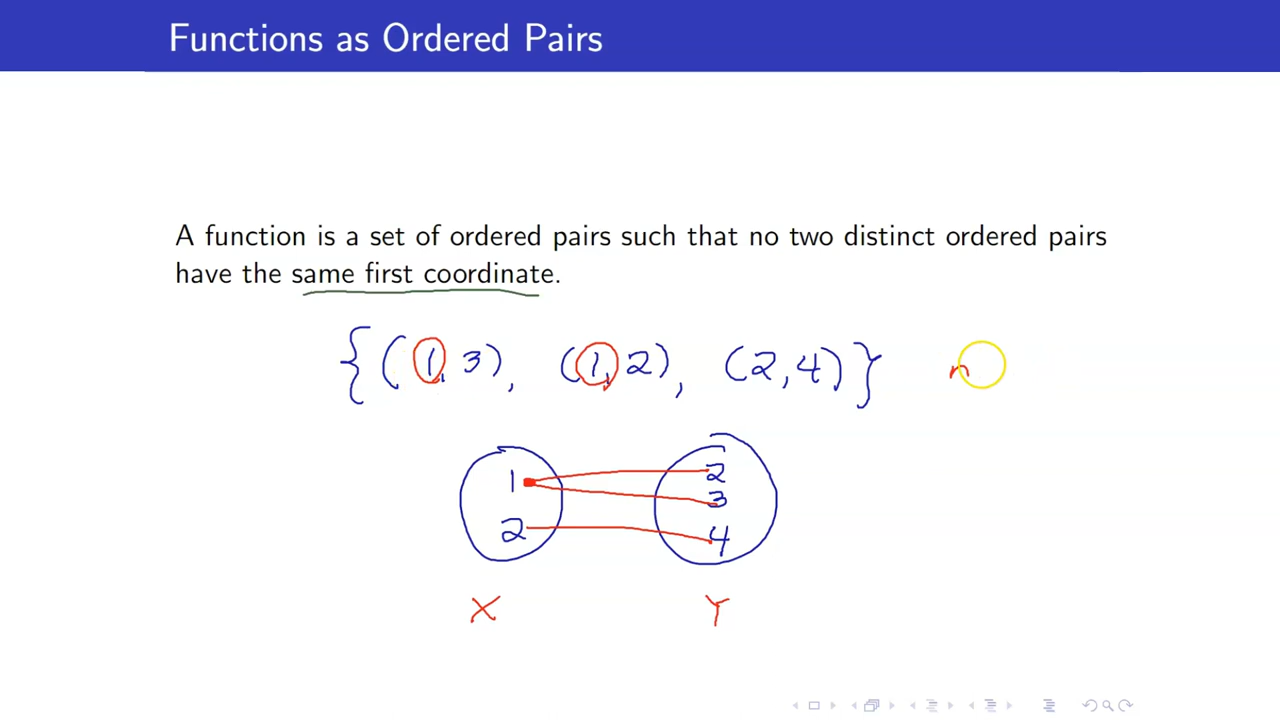 Functions as Ordered Pairs
A function is a set of ordered pairs such that no two distinct ordered pairs
have the same first coordinate.
{(1,3), (1,2), (2,4)} n
1 2
3
2 4
X Y